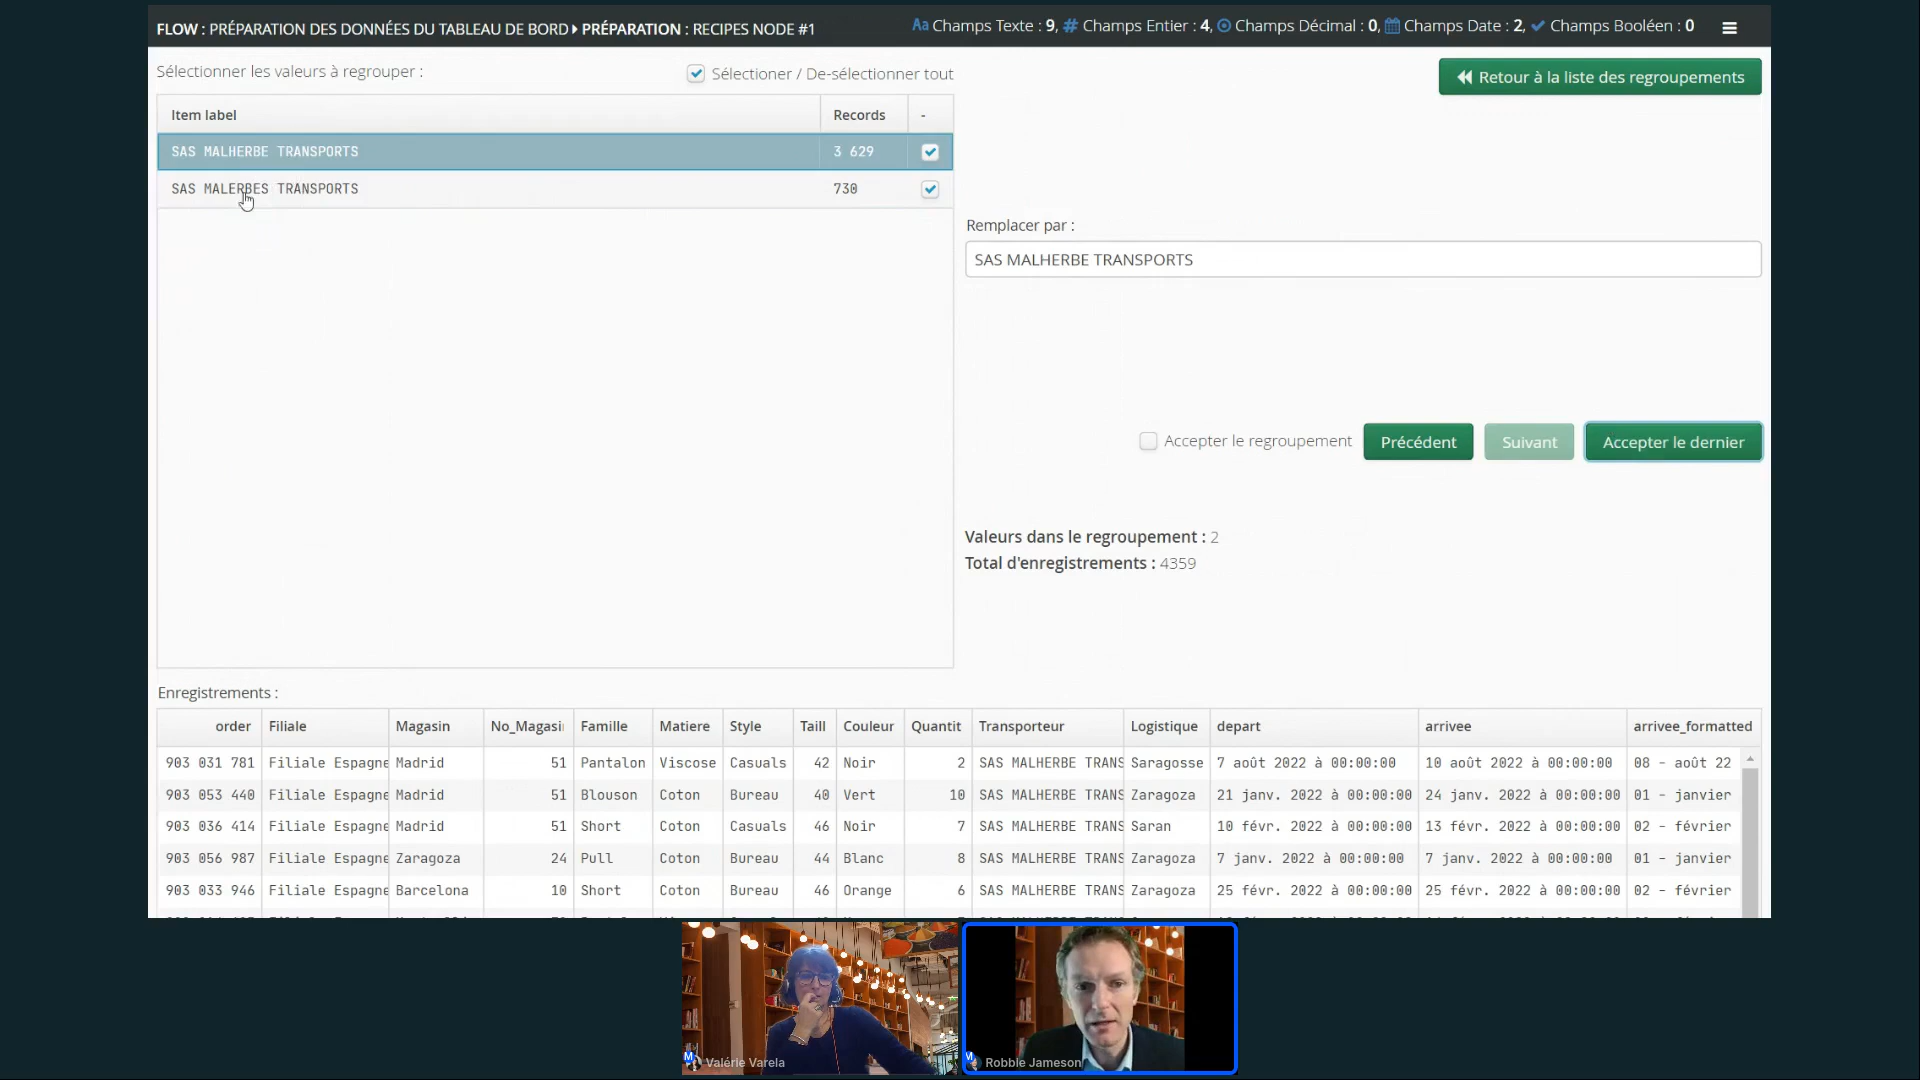 FLOW : PRÉPARATION DES DONNÉES DU TABLEAU DE BORD PRÉPARATION : RECIPES NODE #1
Aa Champs Texte : 9, # Champs Entier : 4, Champs Décimal : 0, Champs Date : 2, Champs Booléen : 0
Sélectionner les valeurs à regrouper :
Sélectioner / De-sélectionner tout
Retour à la liste des regroupements
Item label Records -
SAS MALHERBE TRANSPORTS 3 629
SAS MALERBES TRANSPORTS 730
Remplacer par :
SAS MALHERBE TRANSPORTS
Accepter le regroupement Précédent Suivant Accepter le dernier
Valeurs dans le regroupement : 2
Total d'enregistrements : 4359
Enregistrements :
order Filiale Magasin No_Magasi Famille Matiere Style Taill Couleur Quantit Transporteur Logistique depart arrivee arrivee_formatted
903 031 781 Filiale Espagne Madrid 51 Pantalon Viscose Casuals 42 Noir 2 SAS MALHERBE TRANS Saragosse 7 août 2022 à 00:00:00 10 août 2022 à 00:00:00 08 - août 22
903 053 440 Filiale Espagne Madrid 51 Blouson Coton Bureau 40 Vert 10 SAS MALHERBE TRANS Zaragoza 21 janv. 2022 à 00:00:00 24 janv. 2022 à 00:00:00 01 - janvier
903 036 414 Filiale Espagne Madrid 51 Short Coton Casuals 46 Noir 7 SAS MALHERBE TRANS Saran 10 févr. 2022 à 00:00:00 13 févr. 2022 à 00:00:00 02 - février
903 056 987 Filiale Espagne Zaragoza 24 Pull Coton Bureau 44 Blanc 8 SAS MALHERBE TRANS Zaragoza 7 janv. 2022 à 00:00:00 7 janv. 2022 à 00:00:00 01 - janvier
903 033 946 Filiale Espagne Barcelona 10 Short Coton Bureau 46 Orange 6 SAS MALHERBE TRANS Zaragoza 25 févr. 2022 à 00:00:00 25 févr. 2022 à 00:00:00 02 - février
Valérie Varela
Robbie Jameson